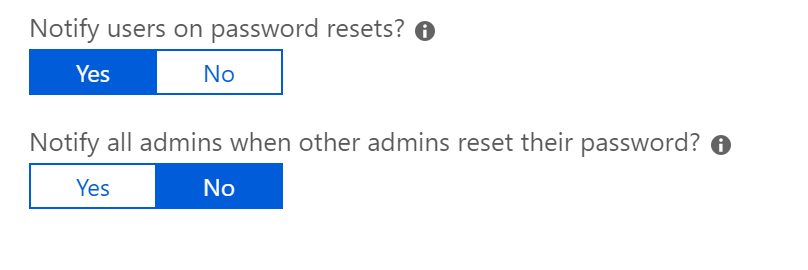 Notify users on password resets?
Yes No
Notify all admins when other admins reset their password?
Yes No